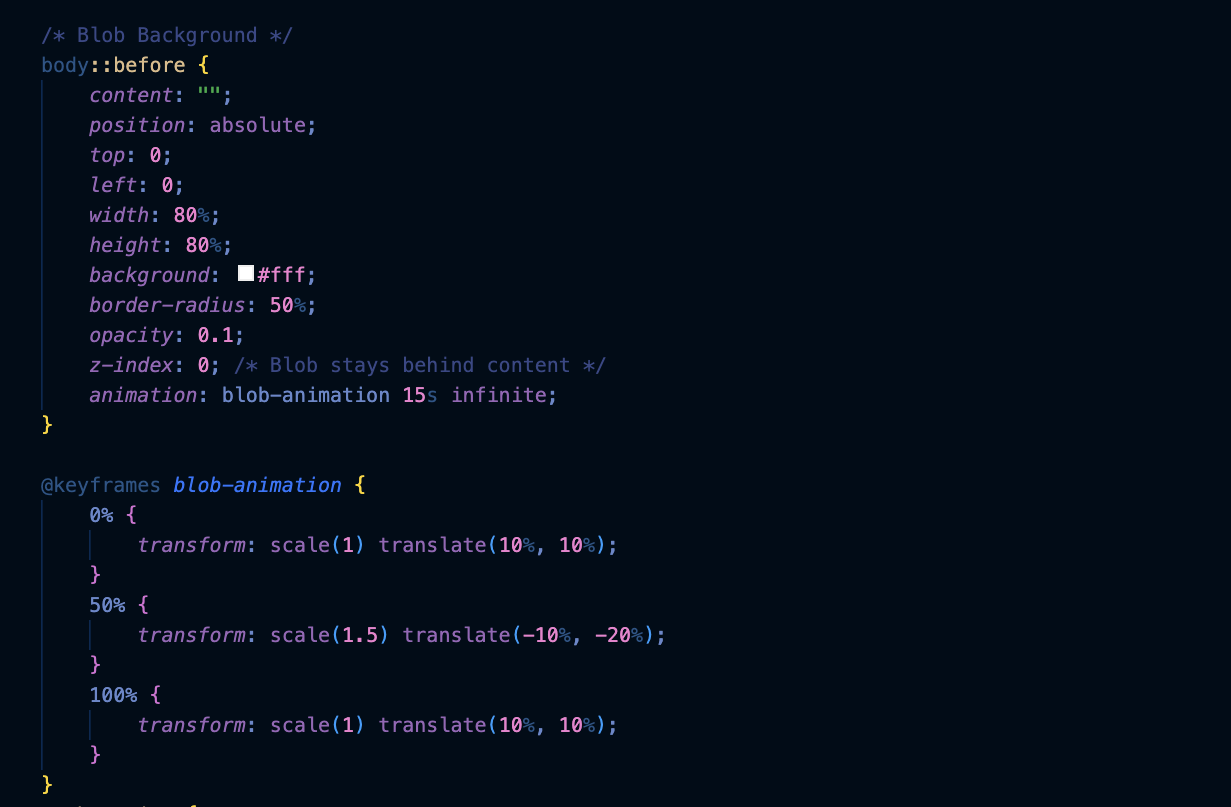 /* Blob Background */
body::before {
    content: "";
    position: absolute;
    top: 0;
    left: 0;
    width: 80%;
    height: 80%;
    background: #fff;
    border-radius: 50%;
    opacity: 0.1;
    z-index: 0; /* Blob stays behind content */
    animation: blob-animation 15s infinite;
}

@keyframes blob-animation {
    0% {
        transform: scale(1) translate(10%, 10%);
    }
    50% {
        transform: scale(1.5) translate(-10%, -20%);
    }
    100% {
        transform: scale(1) translate(10%, 10%);
    }
}